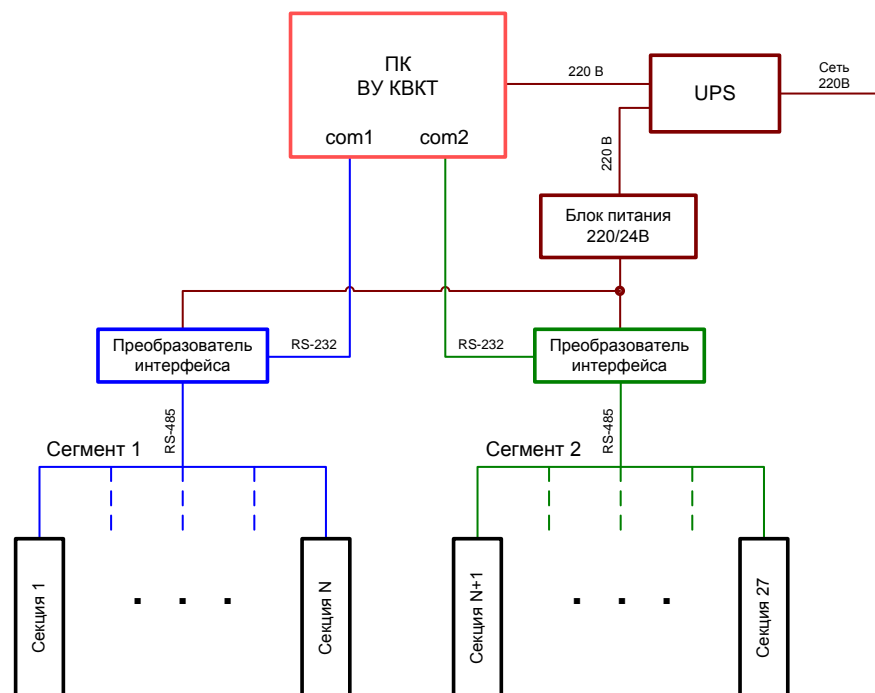 ПК
ВУ КВКТ
com1
com2
220 В
UPS
Сеть
220В
220 В
Блок питания
220/24В
Преобразователь
интерфейса
RS-232
RS-232
Преобразователь
интерфейса
RS-485
RS-485
Сегмент 1
Сегмент 2
Секция 1
Секция N
Секция N+1
Секция 27